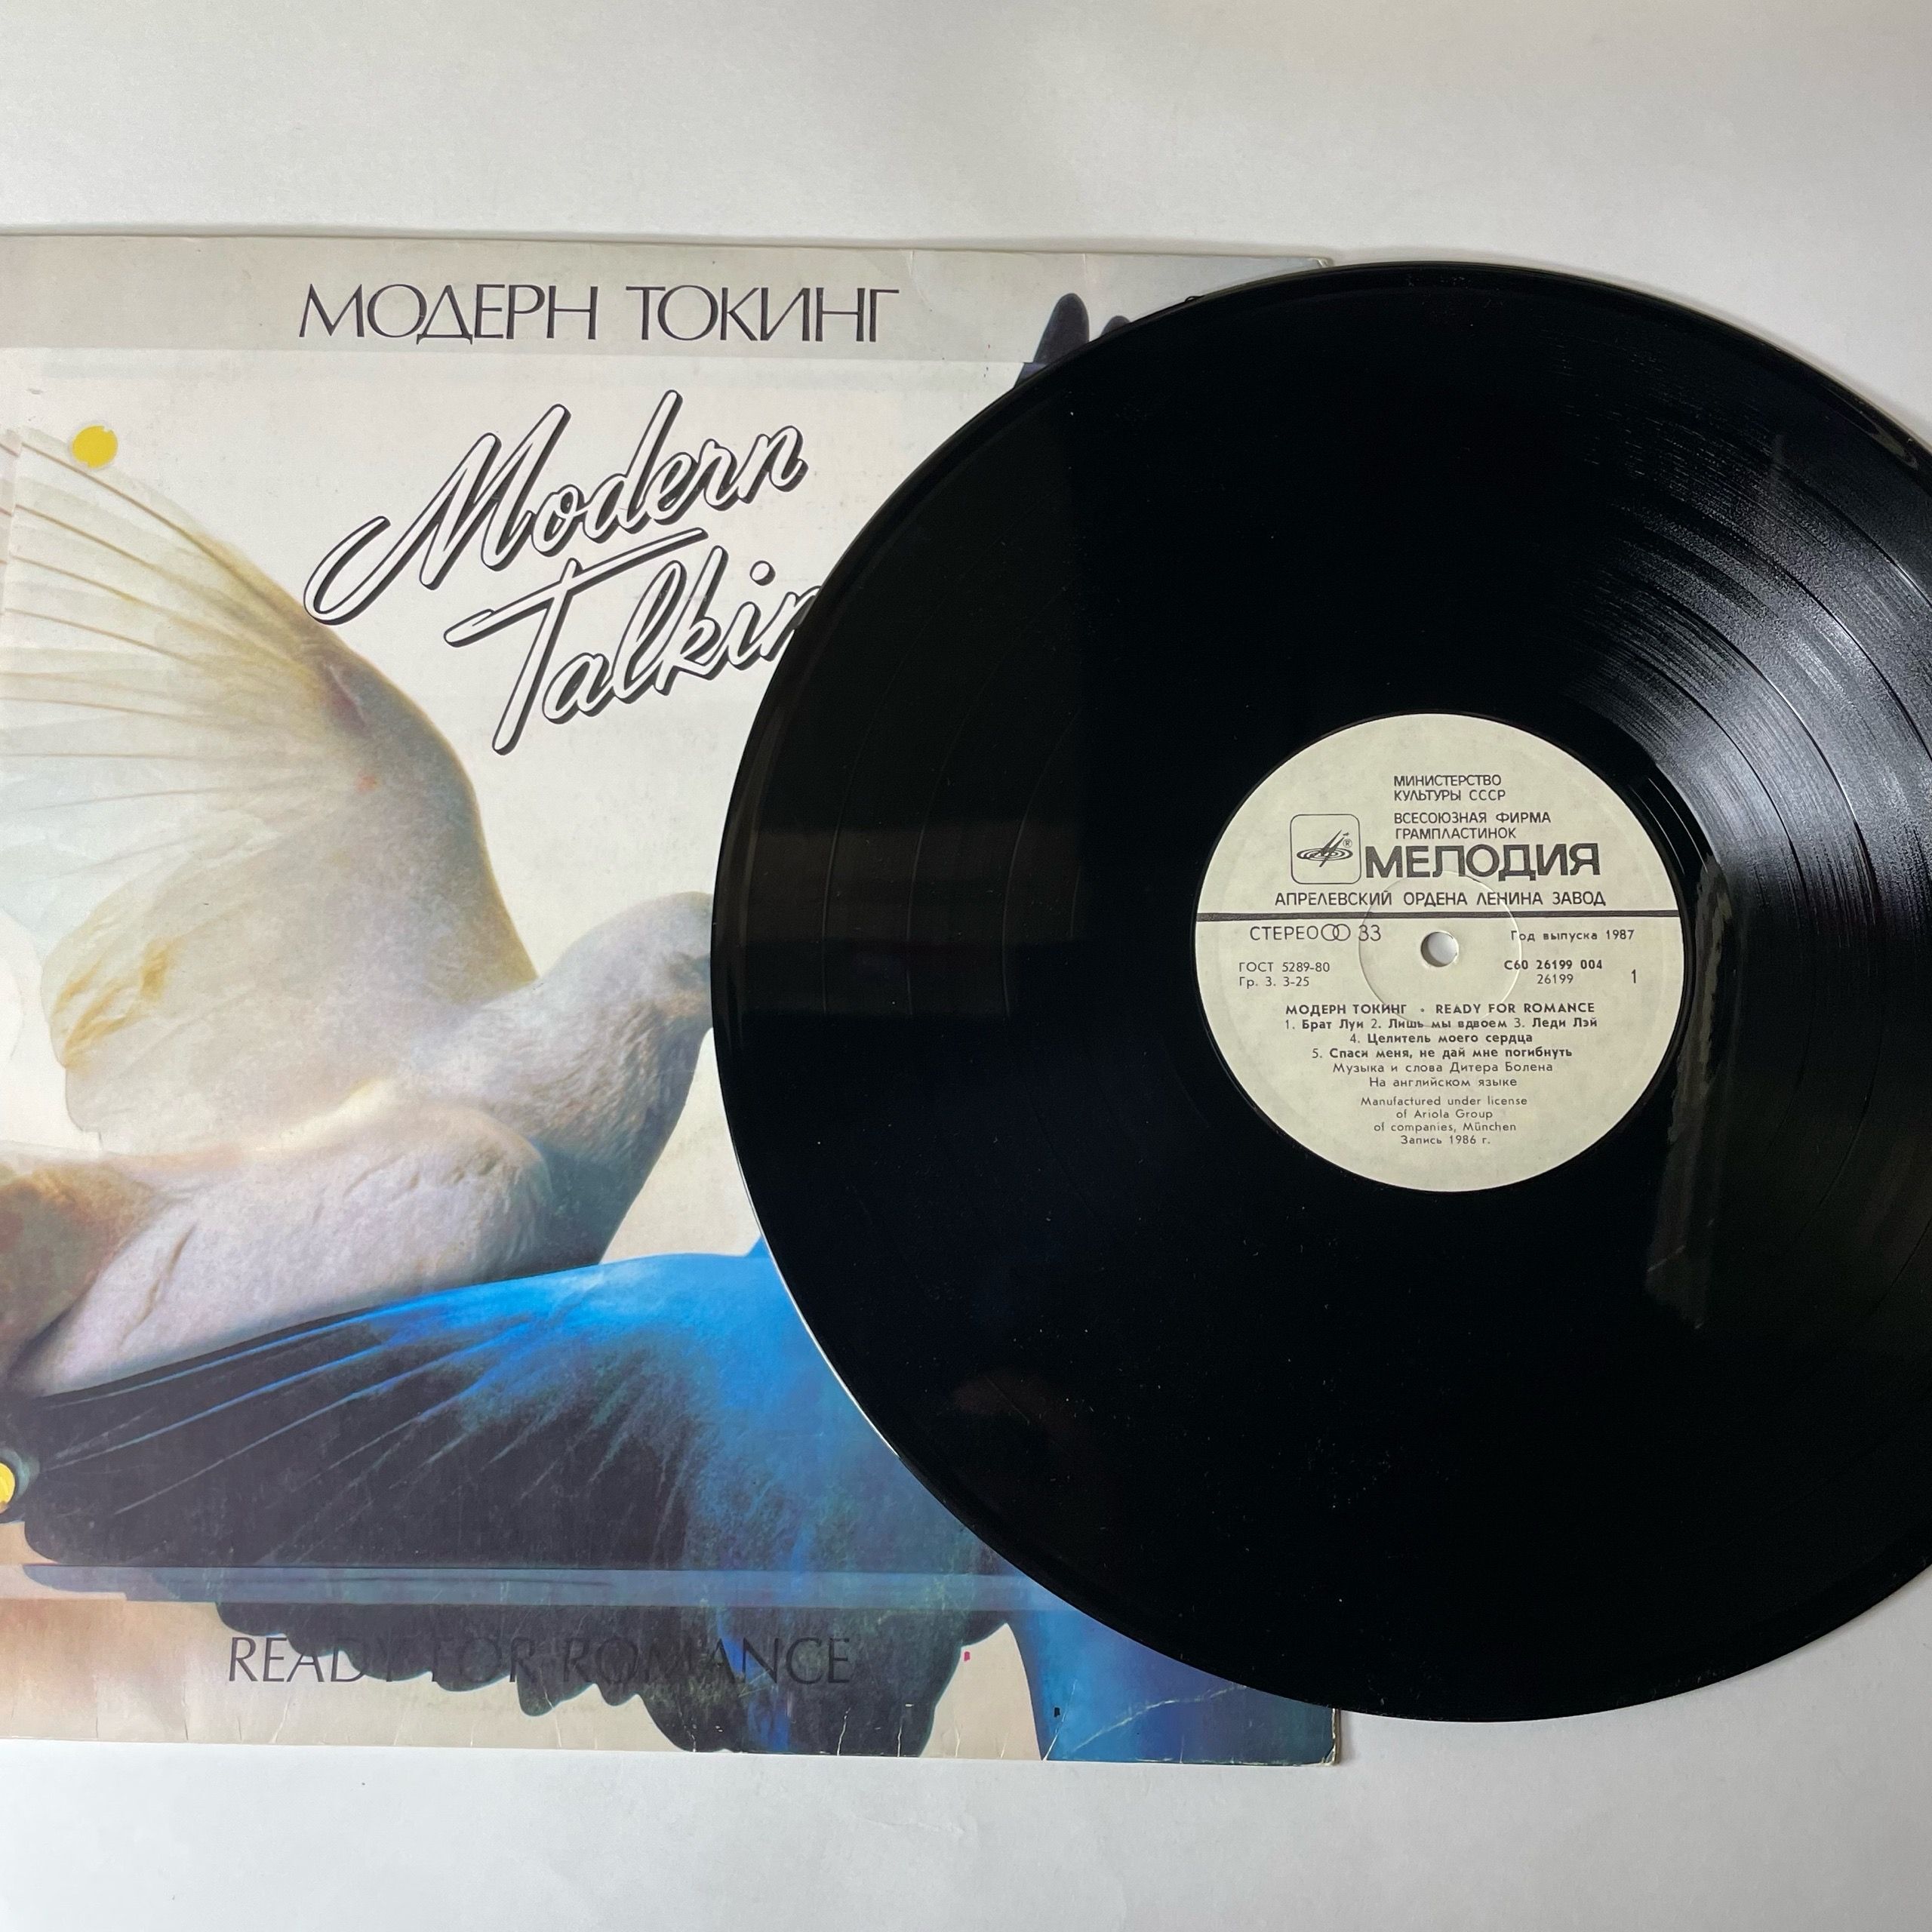 МОДЕРН ТОКИНГ
Modern
Talkin
READY FOR ROMANCE
МИНИСТЕРСТВО
КУЛЬТУРЫ СССР
ВСЕСОЮЗНАЯ ФИРМА
ГРАМПЛАСТИНОК
®
МЕЛОДИЯ
АПРЕЛЕВСКИЙ ОРДЕНА ЛЕНИНА ЗАВОД
СТЕРЕО 33
Год выпуска 1987
ГОСТ 5289-80
Гр. 3. 3-25
С60 26199 004
26199
1
МОДЕРН ТОКИНГ • READY FOR ROMANCE
1. Брат Луи 2. Лишь мы вдвоем 3. Леди Лэй
4. Целитель моего сердца
5. Спаси меня, не дай мне погибнуть
Музыка и слова Дитера Болена
На английском языке
Manufactured under license
of Ariola Group
of companies, München
Запись 1986 г.